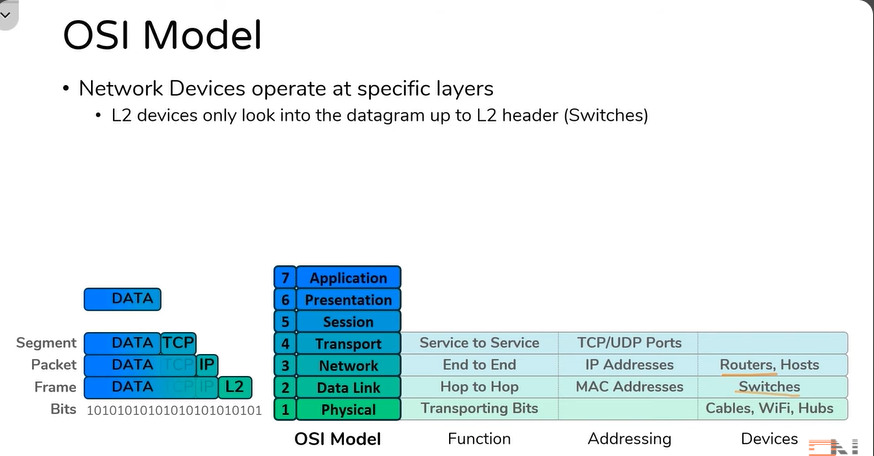 OSI Model
• Network Devices operate at specific layers
• L2 devices only look into the datagram up to L2 header (Switches)
7 Application
DATA 6 Presentation
5 Session
Segment DATA TCP 4 Transport Service to Service TCP/UDP Ports
Packet DATA TCP IP 3 Network End to End IP Addresses Routers, Hosts
Frame DATA TCP IP L2 2 Data Link Hop to Hop MAC Addresses Switches
Bits 1010101010101010101010101 1 Physical Transporting Bits Cables, WiFi, Hubs
OSI Model Function Addressing Devices